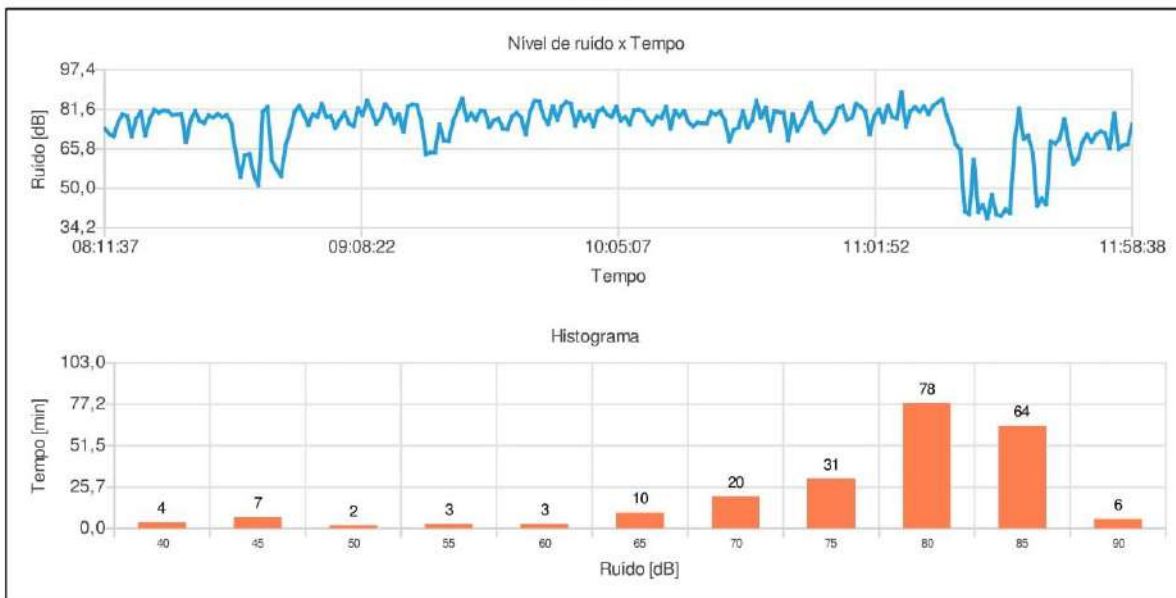 Nível de ruído x Tempo
97,4
81,6
65,8
50,0
34,2
Ruído [dB]
08:11:37 09:08:22 10:05:07 11:01:52 11:58:38
Tempo
Histograma
103,0
77,2
51,5
25,7
0,0
Tempo [min]
4 7 2 3 3 10 20 31 78 64 6
40 45 50 55 60 65 70 75 80 85 90
Ruído [dB]